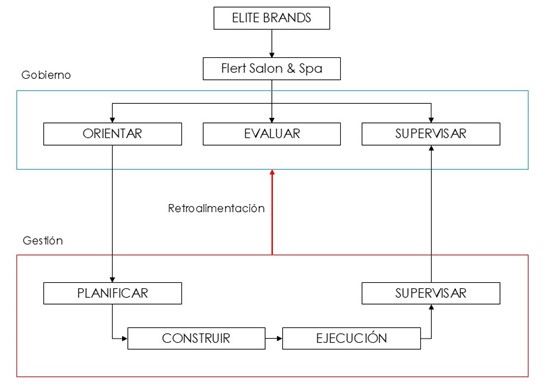 ELITE BRANDS
Flert Salon & Spa
Gobierno
ORIENTAR
EVALUAR
SUPERVISAR
Retroalimentación
Gestión
PLANIFICAR
SUPERVISAR
CONSTRUIR
EJECUCIÓN